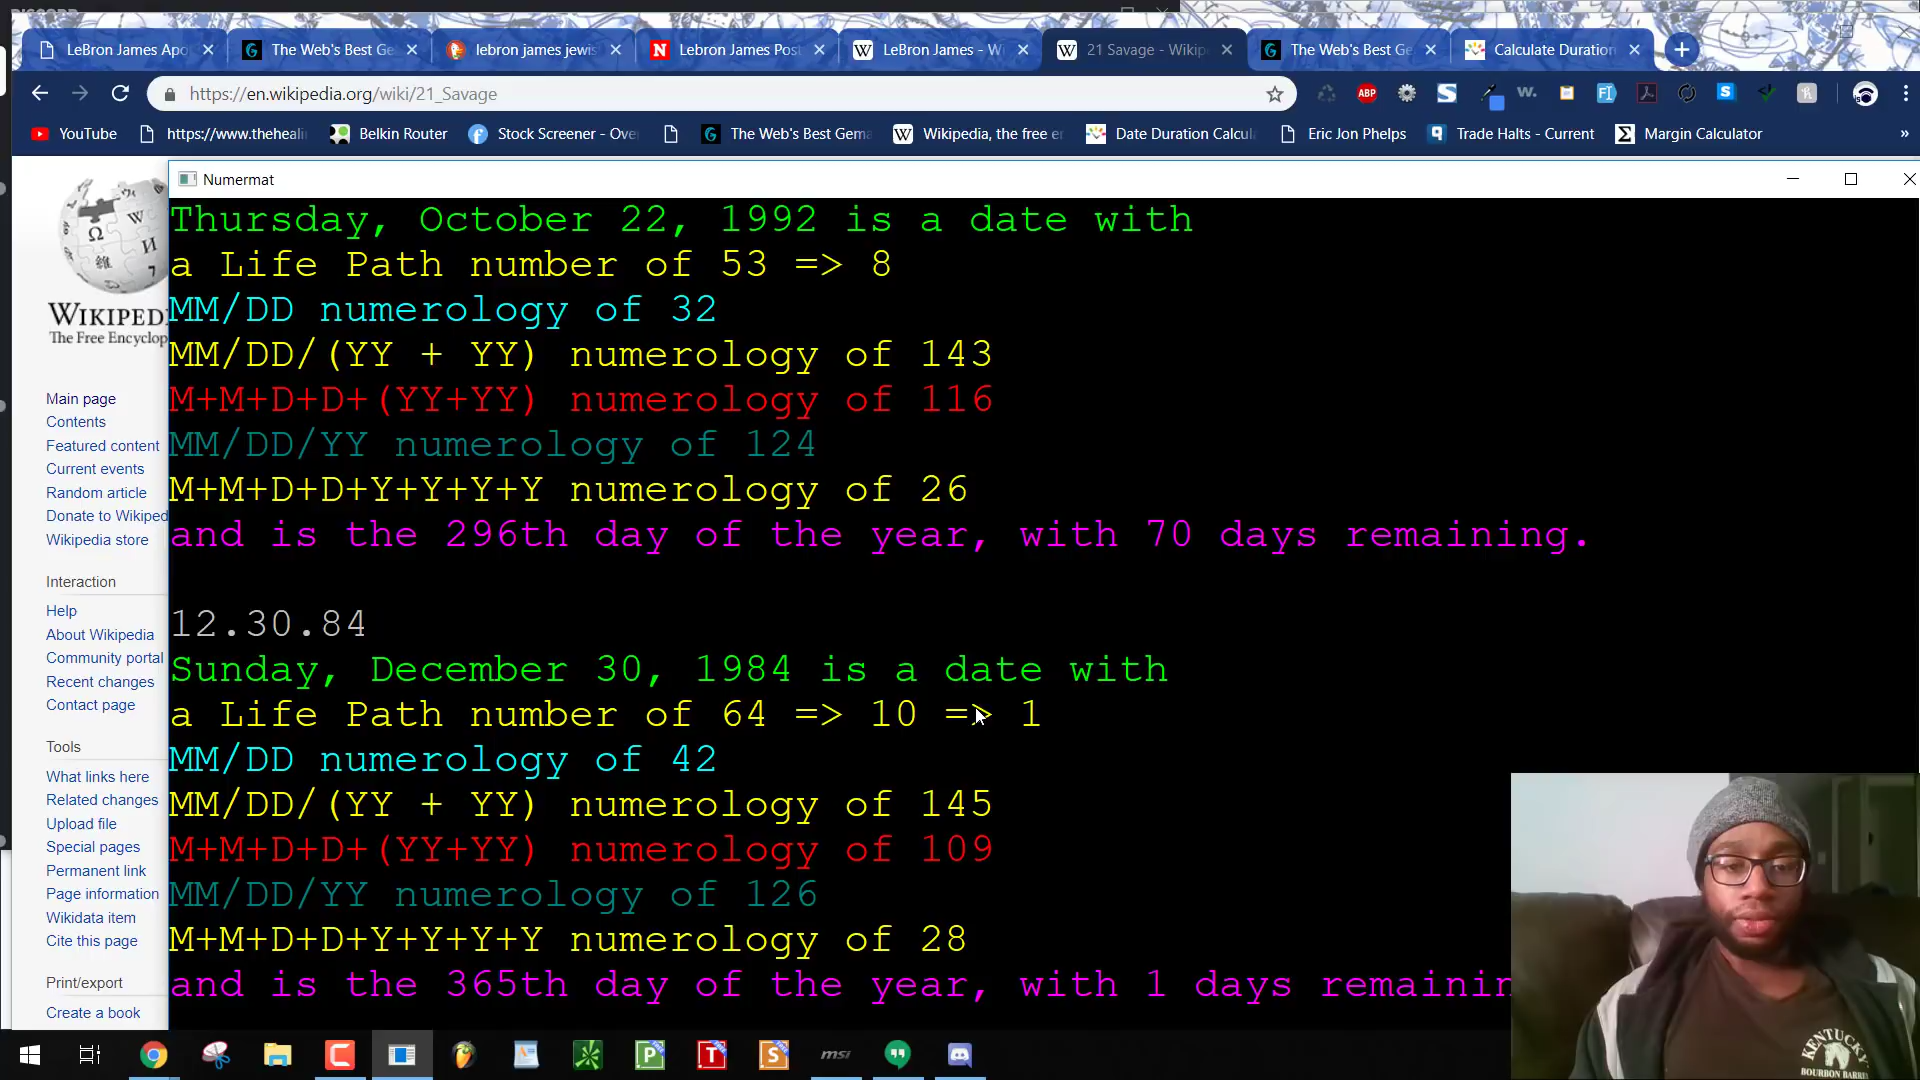 LeBron James Apo
The Web's Best Ge
lebron james jewis
Lebron James Post
LeBron James - Wi
21 Savage - Wikip
The Web's Best Ge
Calculate Duration
https://en.wikipedia.org/wiki/21_Savage
ABP
YouTube
https://www.theheali
Belkin Router
Stock Screener - Ove
The Web's Best Gema
Wikipedia, the free en
Date Duration Calcul
Eric Jon Phelps
Trade Halts - Current
Margin Calculator
»
WIKIPED
The Free Encyclop
Main page
Contents
Featured content
Current events
Random article
Donate to Wikiped
Wikipedia store
Interaction
Help
About Wikipedia
Community portal
Recent changes
Contact page
Tools
What links here
Related changes
Upload file
Special pages
Permanent link
Page information
Wikidata item
Cite this page
Print/export
Create a book
Numermat
Thursday, October 22, 1992 is a date with
a Life Path number of 53 => 8
MM/DD numerology of 32
MM/DD/(YY + YY) numerology of 143
M+M+D+D+(YY+YY) numerology of 116
MM/DD/YY numerology of 124
M+M+D+D+Y+Y+Y+Y numerology of 26
and is the 296th day of the year, with 70 days remaining.
12.30.84
Sunday, December 30, 1984 is a date with
a Life Path number of 64 => 10 => 1
MM/DD numerology of 42
MM/DD/(YY + YY) numerology of 145
M+M+D+D+(YY+YY) numerology of 109
MM/DD/YY numerology of 126
M+M+D+D+Y+Y+Y+Y numerology of 28
and is the 365th day of the year, with 1 days remainin
KENTUCKY
BOURBON BARREL
msi